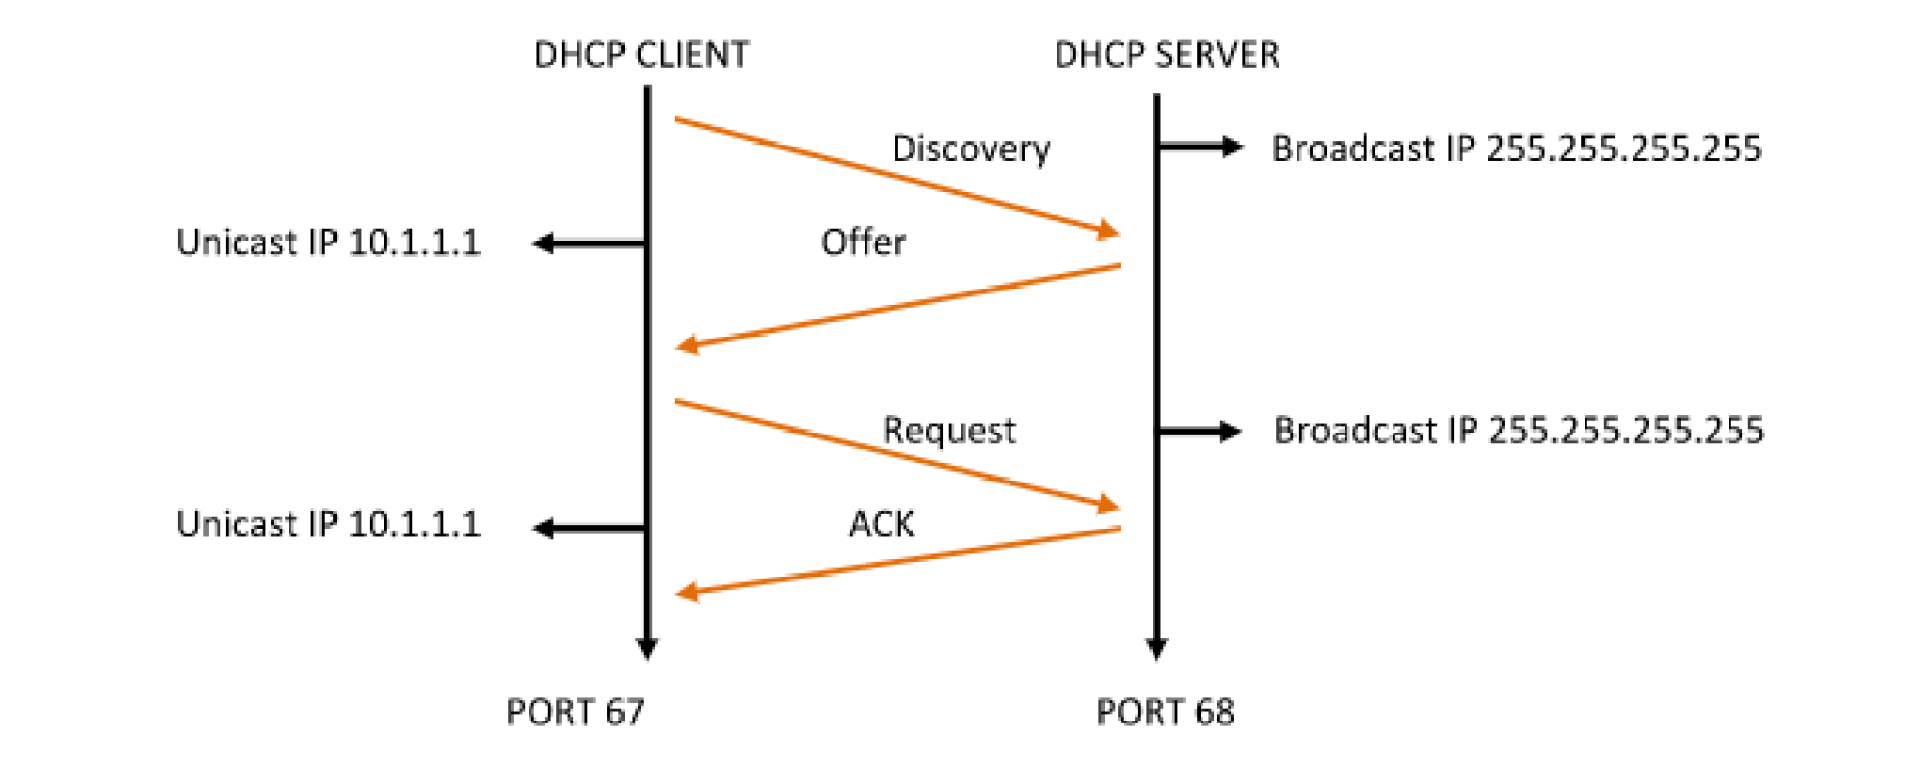 DHCP CLIENT
DHCP SERVER
Discovery
Broadcast IP 255.255.255.255
Unicast IP 10.1.1.1
Offer
Request
Broadcast IP 255.255.255.255
Unicast IP 10.1.1.1
ACK
PORT 67
PORT 68